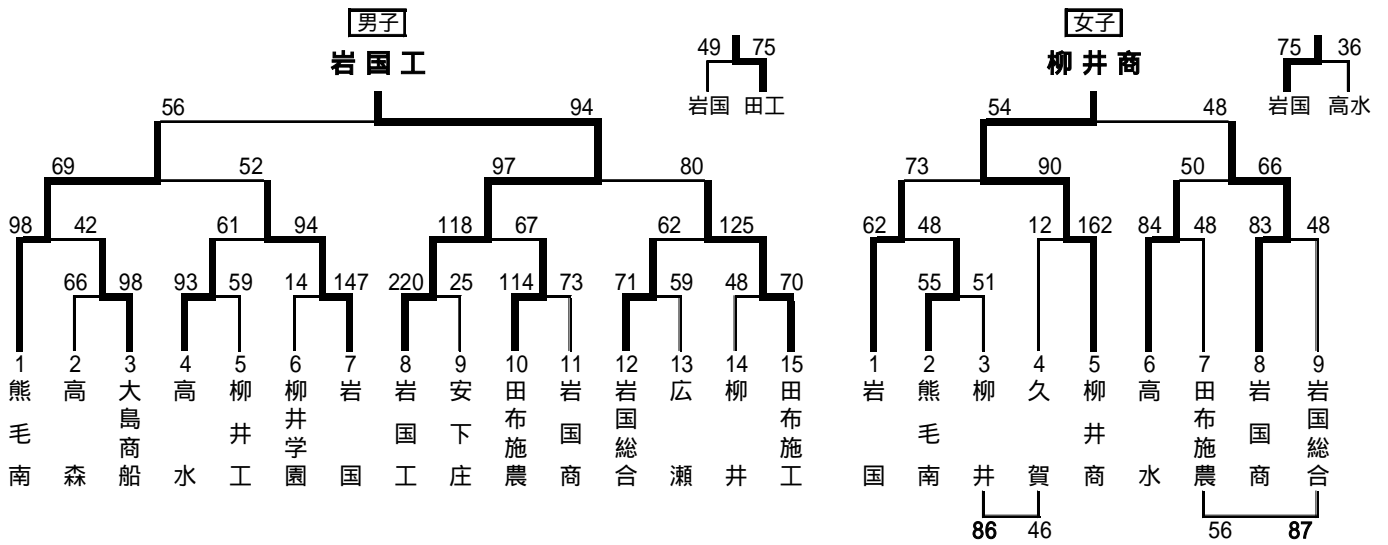 男子
岩国工
49 75
岩国 田工
56 94
69 52 97 80
98 42 61 94 118 67 62 125
66 98 93 59 14 147 220 25 114 73 71 59 48 70
1 2 3 4 5 6 7 8 9 10 11 12 13 14 15
熊毛南
高森
大島商船
高水
柳井工
柳井学園
岩国
岩国工
安下庄
田布施農
岩国商
岩国総合
広瀬
柳井
田布施工
女子
柳井商
75 36
岩国 高水
54 48
73 90 50 66
62 48 12 162 84 48 83 48
55 51
1 2 3 4 5 6 7 8 9
岩国
熊毛南
柳井
久賀
柳井商
高水
田布施農
岩国商
岩国総合
86 46 56 87